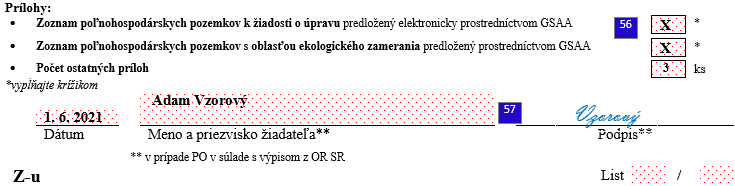 Prílohy:
• Zoznam poľnohospodárskych pozemkov k žiadosti o úpravu predložený elektronicky prostredníctvom GSAA 56 X *
• Zoznam poľnohospodárskych pozemkov s oblasťou ekologického zamerania predložený prostredníctvom GSAA X *
• Počet ostatných príloh 3 ks
*vypĺňajte krížikom
1. 6. 2021 Adam Vzorový 57 Vzorový
Dátum Meno a priezvisko žiadateľa** Podpis**
** v prípade PO v súlade s výpisom z OR SR
Z-u List /